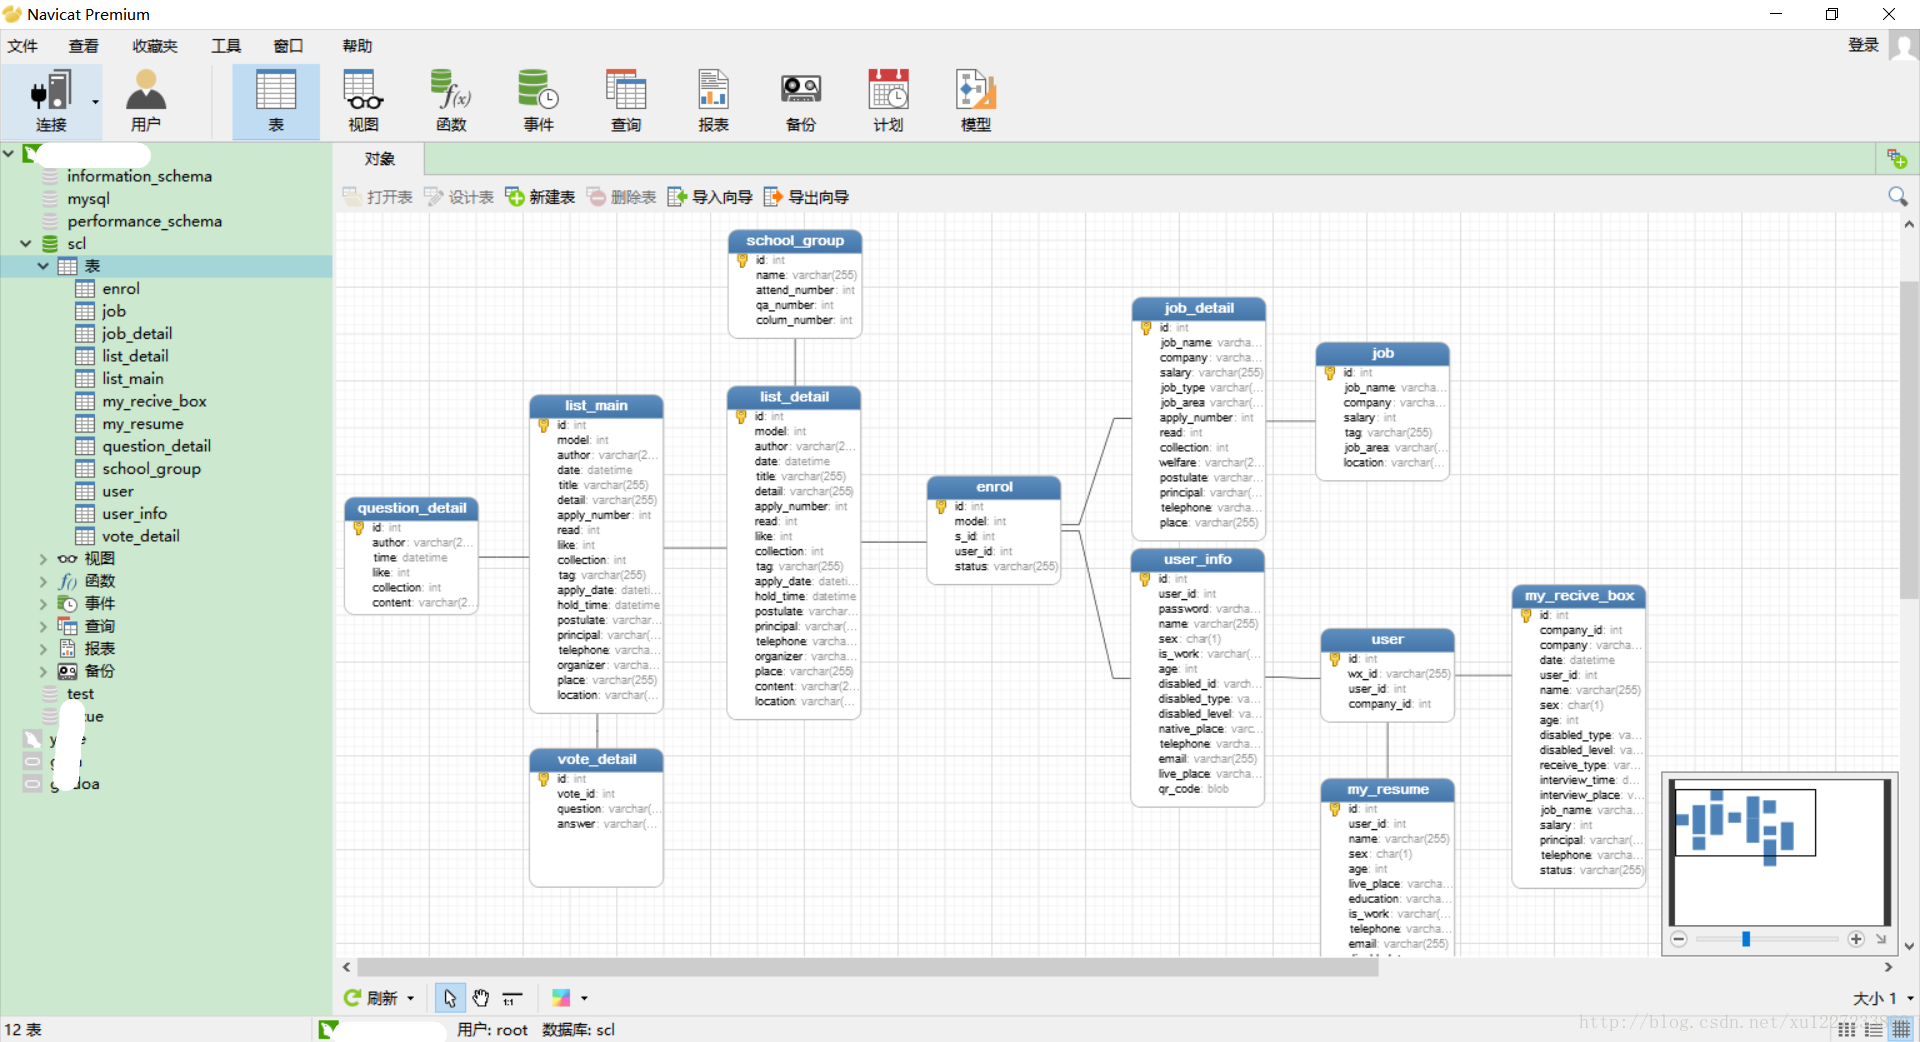 Navicat Premium
文件 查看 收藏夹 工具 窗口 帮助 登录
连接 用户 表 视图 函数 事件 查询 报表 备份 计划 模型
information_schema
mysql
performance_schema
scl
表
enrol
job
job_detail
list_detail
list_main
my_recive_box
my_resume
question_detail
school_group
user
user_info
vote_detail
视图
函数
事件
查询
报表
备份
test
对象
打开表 设计表 新建表 删除表 导入向导 导出向导
school_group
id: int
name: varchar(255)
attend_number: int
qa_number: int
colum_number: int
question_detail
id: int
author: varchar(2...
time: datetime
like: int
collection: int
content: varchar(2...
list_main
id: int
model: int
author: varchar(2...
date: datetime
title: varchar(255)
detail: varchar(255)
apply_number: int
read: int
like: int
collection: int
tag: varchar(255)
apply_date: dateti...
hold_time: datetime
postulate: varchar...
principal: varchar(...
telephone: varcha...
organizer: varcha...
place: varchar(255)
location: varchar(...
vote_detail
id: int
vote_id: int
question: varchar(...
answer: varchar(...
list_detail
id: int
model: int
author: varchar(2...
date: datetime
title: varchar(255)
detail: varchar(255)
apply_number: int
read: int
like: int
collection: int
tag: varchar(255)
apply_date: dateti...
hold_time: datetime
postulate: varchar...
principal: varchar(...
telephone: varcha...
organizer: varcha...
place: varchar(255)
content: varchar(2...
location: varchar(...
enrol
id: int
model: int
s_id: int
user_id: int
status: varchar(255)
job_detail
id: int
job_name: varcha...
company: varcha...
salary: varchar(255)
job_type: varchar(...
job_area: varchar(...
apply_number: int
read: int
collection: int
welfare: varchar(2...
postulate: varchar...
principal: varchar(...
telephone: varcha...
place: varchar(255)
job
id: int
job_name: varcha...
company: varcha...
salary: int
tag: varchar(255)
job_area: varchar(...
location: varchar(...
user_info
id: int
user_id: int
password: varcha...
name: varchar(255)
sex: char(1)
is_work: varchar(...
age: int
disabled_id: varch...
disabled_type: va...
disabled_level: va...
native_place: varc...
telephone: varcha...
email: varchar(255)
live_place: varcha...
qr_code: blob
user
id: int
wx_id: varchar(255)
user_id: int
company_id: int
my_resume
id: int
user_id: int
name: varchar(255)
sex: char(1)
age: int
live_place: varcha...
education: varcha...
is_work: varchar(...
telephone: varcha...
email: varchar(255)
my_recive_box
id: int
company_id: int
company: varcha...
date: datetime
user_id: int
name: varchar(255)
sex: char(1)
age: int
disabled_type: va...
disabled_level: va...
receive_type: var...
interview_time: d...
interview_place: v...
job_name: varcha...
salary: int
principal: varchar(...
telephone: varcha...
status: varchar(255)
刷新 1:1 大小 1
12 表 用户: root 数据库: scl